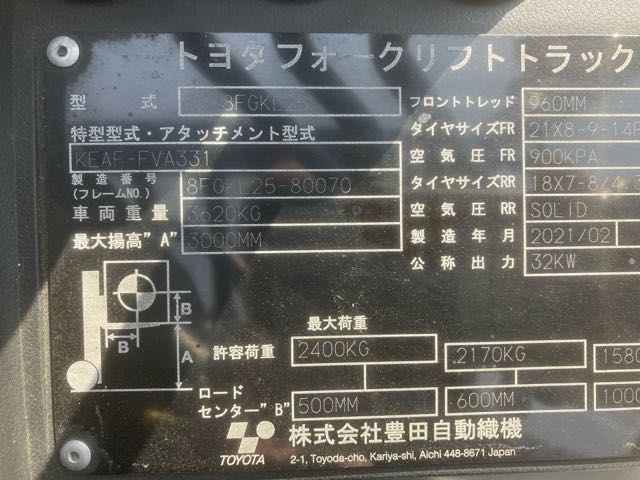 トヨタフォークリフトトラック
型式 8FGKL25
特型型式・アタッチメント型式
KEAF-FVA331
製造番号
(フレームNO.) 8FGKL25-80070
車両重量 3620KG
最大揚高"A" 3000MM
フロントトレッド 960MM
タイヤサイズFR 21X8-9-14
空気圧FR 900KPA
タイヤサイズRR 18X7-8/4.
空気圧RR SOLID
製造年月 2021/02
公称出力 32KW
B
B
A
最大荷重
許容荷重 2400KG 2170KG 1580
ロード
センター"B" 500MM 600MM 1000
TOYOTA
株式会社豊田自動織機
2-1, Toyoda-cho, Kariya-shi, Aichi 448-8671 Japan